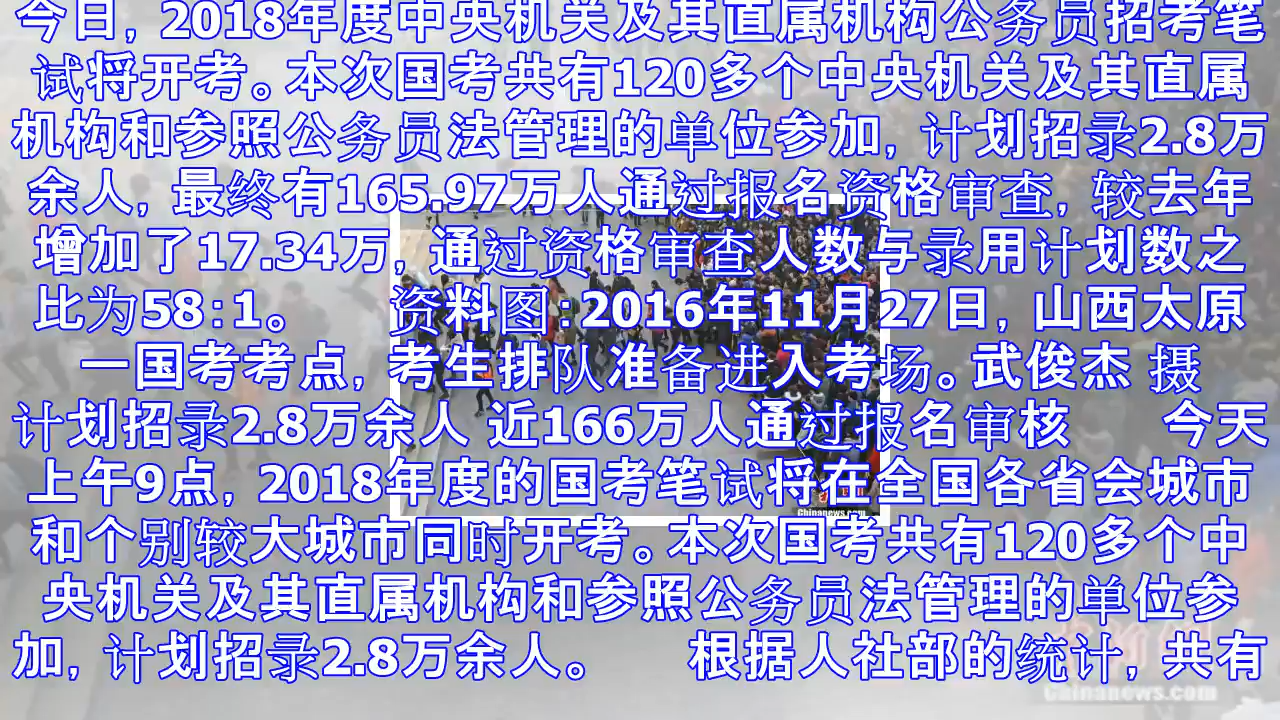 今日, 2018年度中央机关及其直属机构公务员招考笔
试将开考。本次国考共有120多个中央机关及其直属
机构和参照公务员法管理的单位参加, 计划招录2.8万
余人, 最终有165.97万人通过报名资格审查, 较去年
增加了17.34万, 通过资格审查人数与录用计划数之
比为58:1。 资料图:2016年11月27日, 山西太原
一国考考点, 考生排队准备进入考场。武俊杰 摄
计划招录2.8万余人 近166万人通过报名审核 今天
上午9点, 2018年度的国考笔试将在全国各省会城市
和个别较大城市同时开考。本次国考共有120多个中
央机关及其直属机构和参照公务员法管理的单位参
加, 计划招录2.8万余人。 根据人社部的统计, 共有
Chinanews.com
Chinanews.com